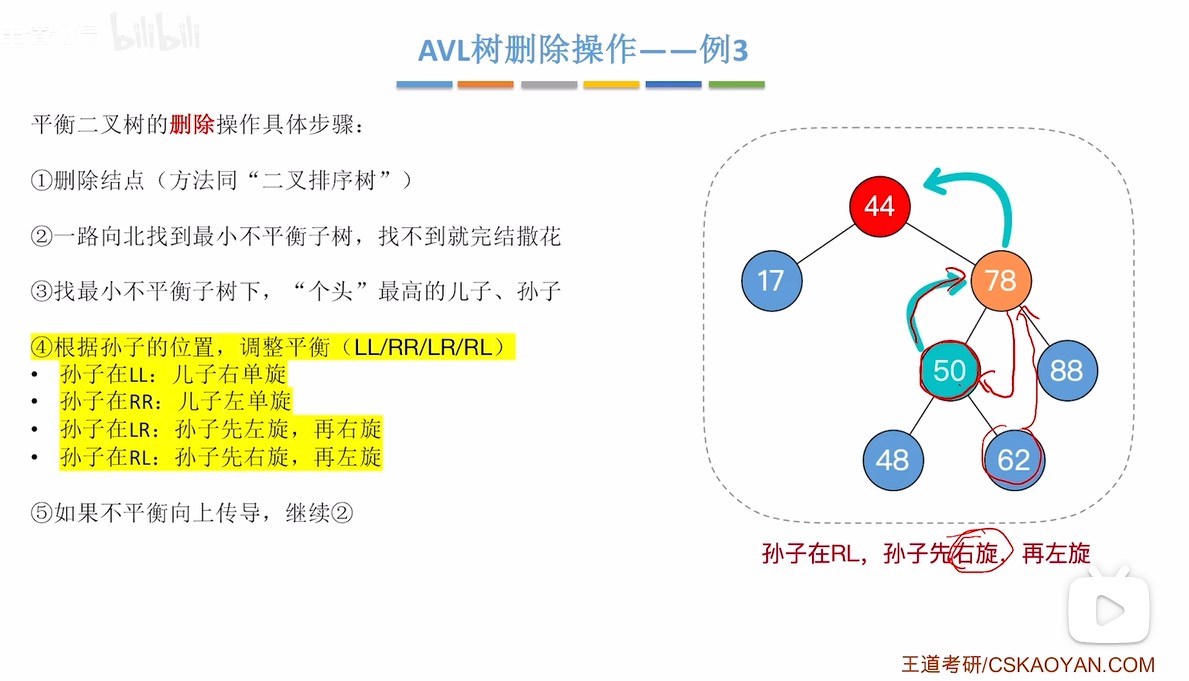 bilibili
AVL树删除操作——例3
平衡二叉树的删除操作具体步骤：
①删除结点（方法同“二叉排序树”）
②一路向北找到最小不平衡子树，找不到就完结撒花
③找最小不平衡子树下，“个头”最高的儿子、孙子
④根据孙子的位置，调整平衡（LL/RR/LR/RL）
• 孙子在LL：儿子右单旋
• 孙子在RR：儿子左单旋
• 孙子在LR：孙子先左旋，再右旋
• 孙子在RL：孙子先右旋，再左旋
⑤如果不平衡向上传导，继续②
44
17
78
50
88
48
62
孙子在RL，孙子先右旋，再左旋
王道考研/CSKAOYAN.COM